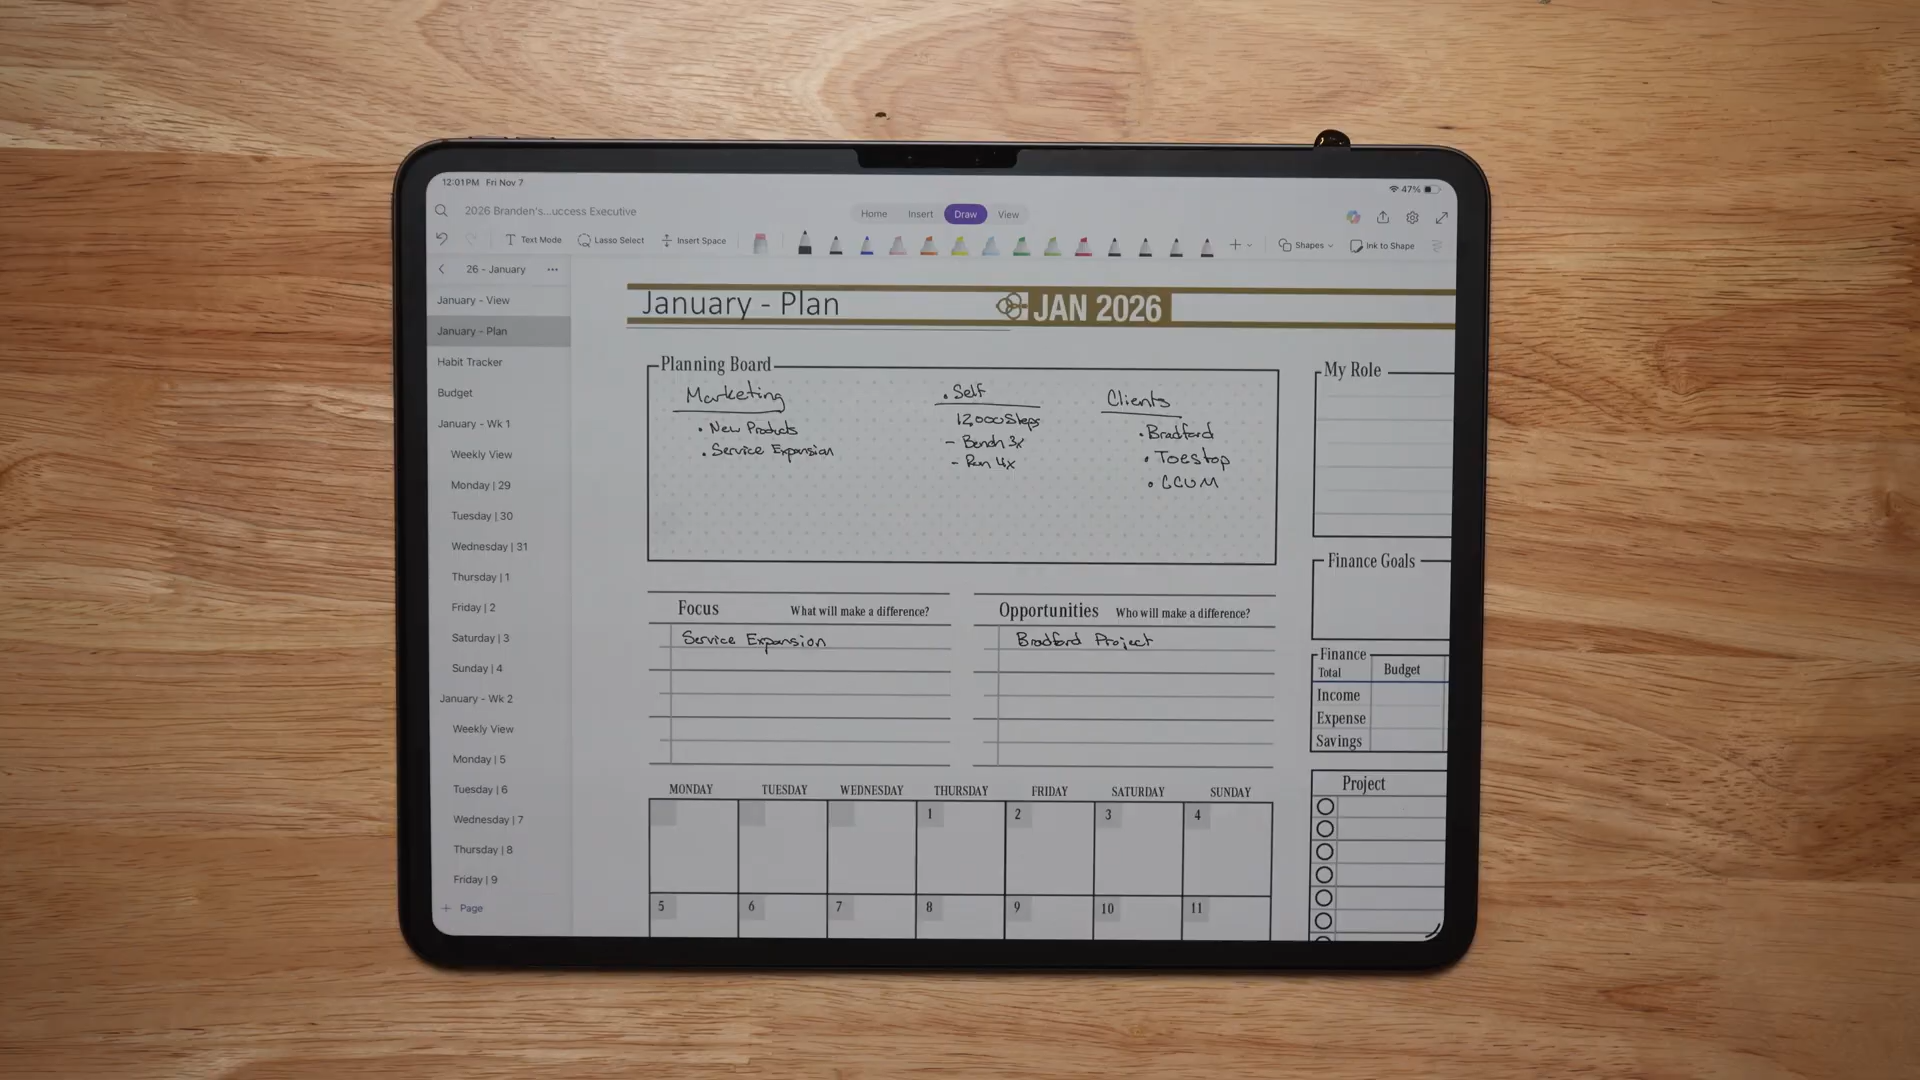 12:01PM Fri Nov 7
47%
2026 Branden's...uccess Executive
Home Insert Draw View
Text Mode Lasso Select Insert Space Shapes Ink to Shape
26 - January
January - View
January - Plan
Habit Tracker
Budget
January - Wk 1
Weekly View
Monday | 29
Tuesday | 30
Wednesday | 31
Thursday | 1
Friday | 2
Saturday | 3
Sunday | 4
January - Wk 2
Weekly View
Monday | 5
Tuesday | 6
Wednesday | 7
Thursday | 8
Friday | 9
+ Page
January - Plan
JAN 2026
Planning Board
Marketing
• New Products
• Service Expansion
• Self
12,000 Steps
- Bench 3x
- Run 4x
Clients
• Bradford
• Toestop
• CCUM
Focus What will make a difference?
Service Expansion
Opportunities Who will make a difference?
Bradford Project
MONDAY TUESDAY WEDNESDAY THURSDAY FRIDAY SATURDAY SUNDAY
1 2 3 4
5 6 7 8 9 10 11
My Role
Finance Goals
Finance
Total Budget
Income
Expense
Savings
Project